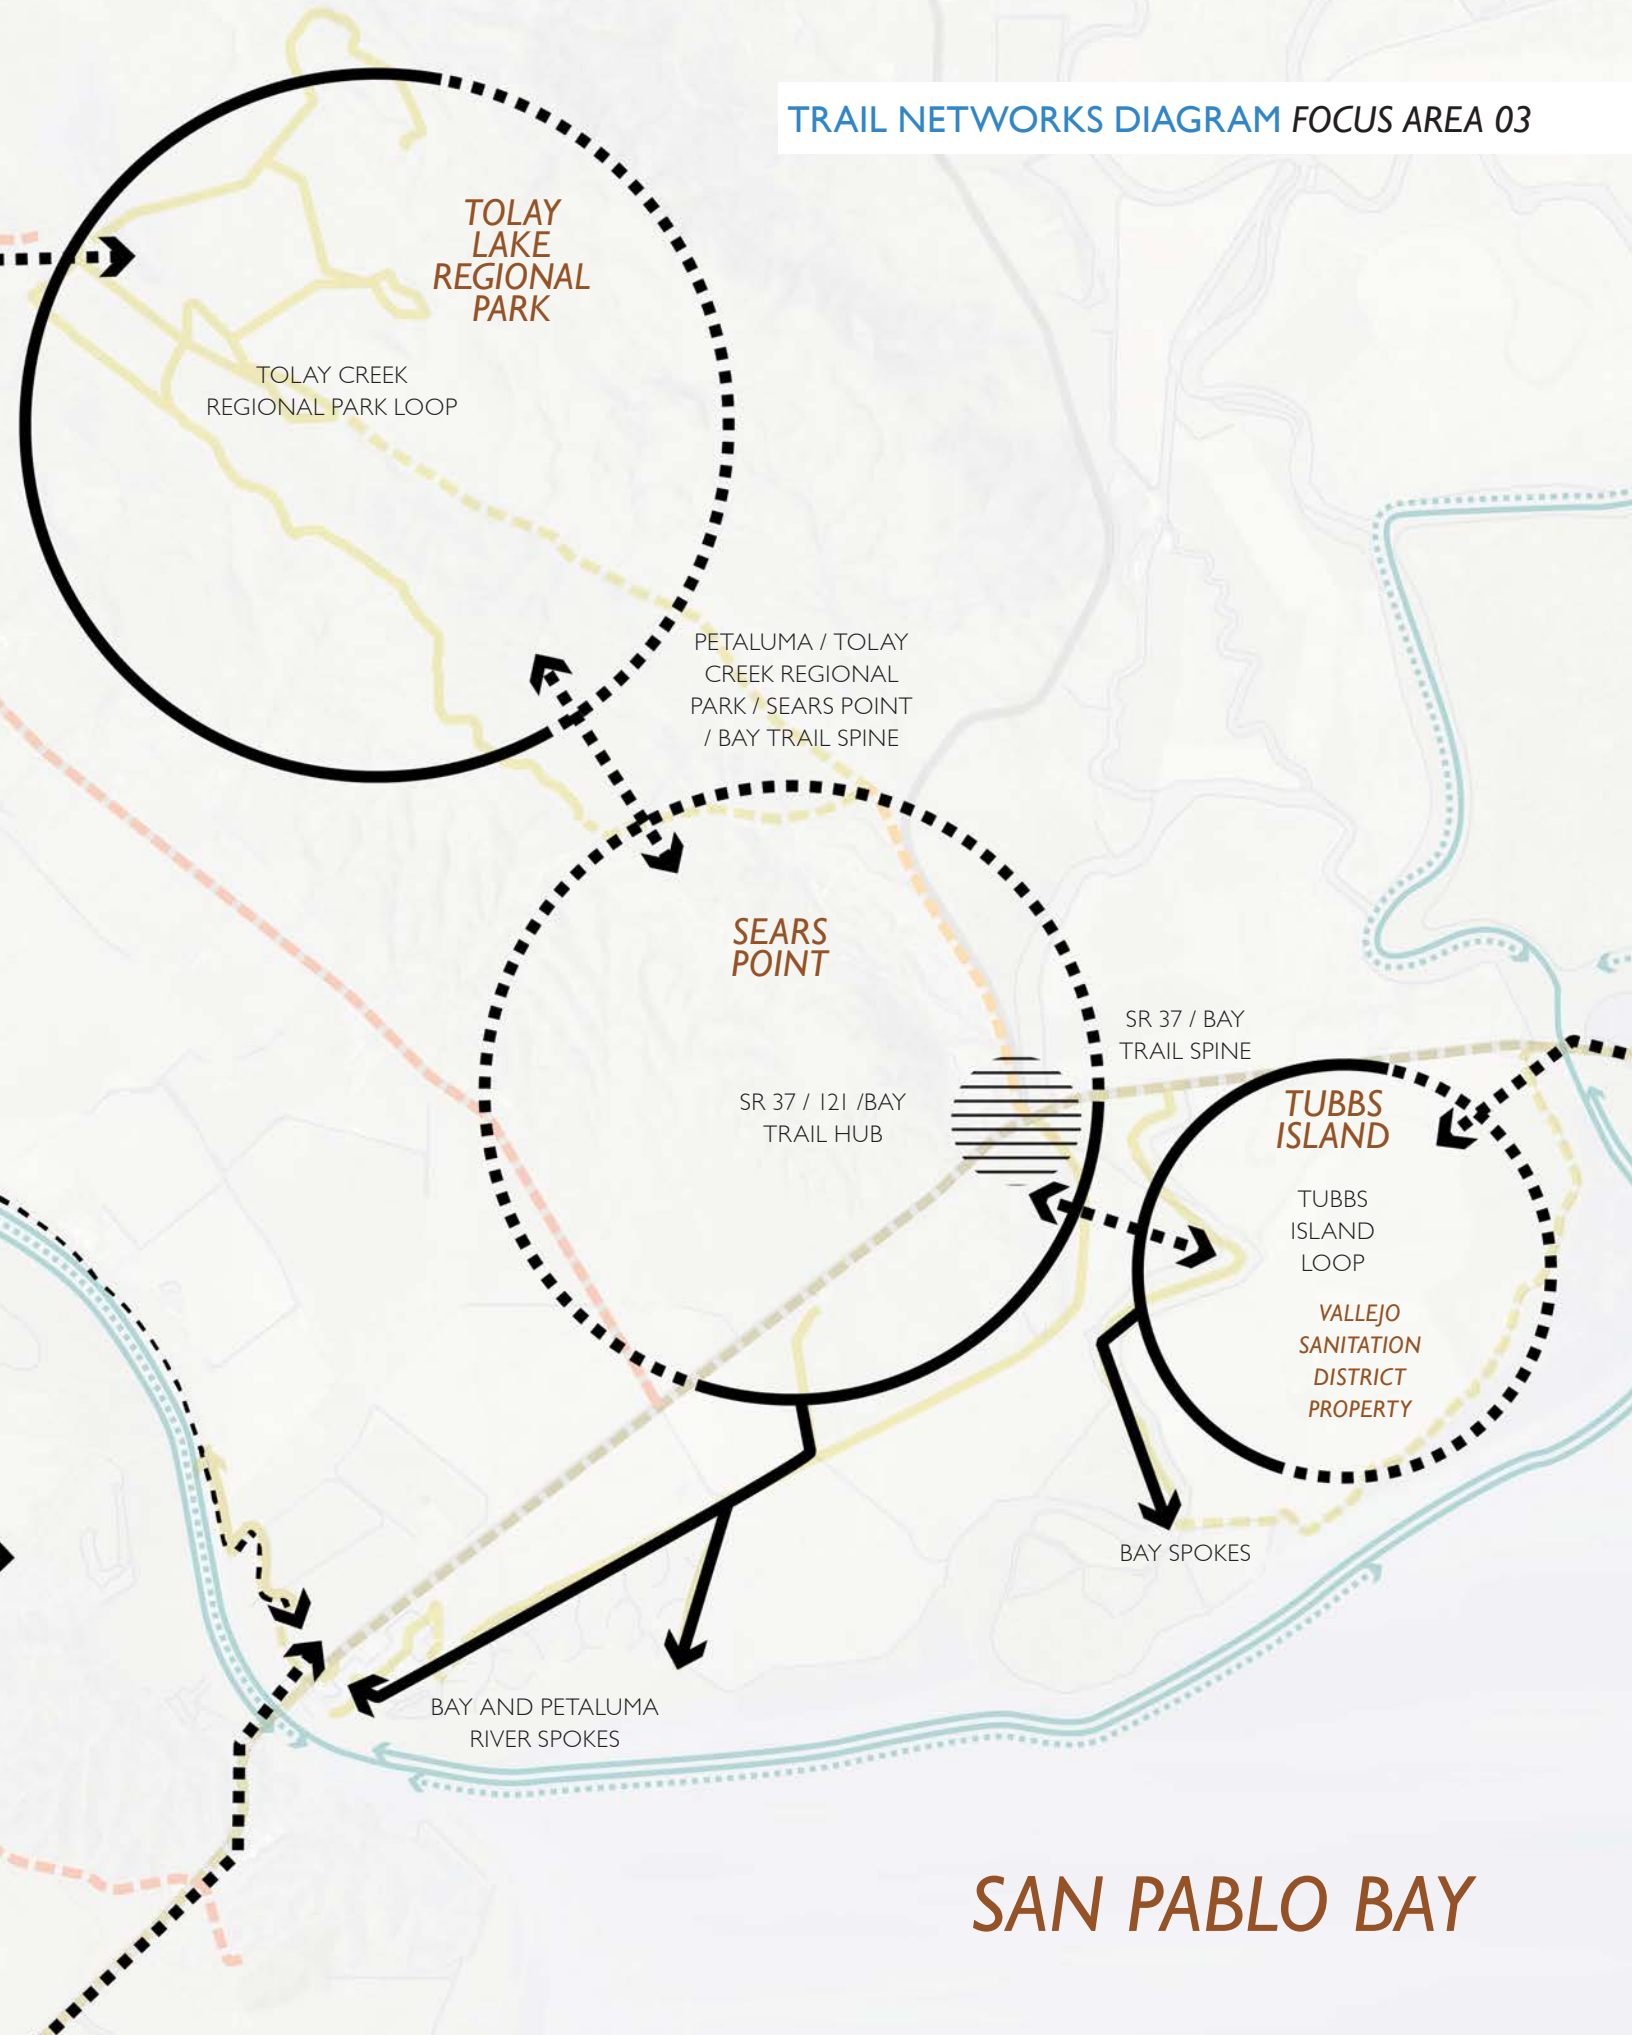 TRAIL NETWORKS DIAGRAM FOCUS AREA 03
TOLAY
LAKE
REGIONAL
PARK
TOLAY CREEK
REGIONAL PARK LOOP
PETALUMA / TOLAY
CREEK REGIONAL
PARK / SEARS POINT
/ BAY TRAIL SPINE
SEARS
POINT
SR 37 / BAY
TRAIL SPINE
SR 37 / 121 /BAY
TRAIL HUB
TUBBS
ISLAND
TUBBS
ISLAND
LOOP
VALLEJO
SANITATION
DISTRICT
PROPERTY
BAY SPOKES
BAY AND PETALUMA
RIVER SPOKES
SAN PABLO BAY